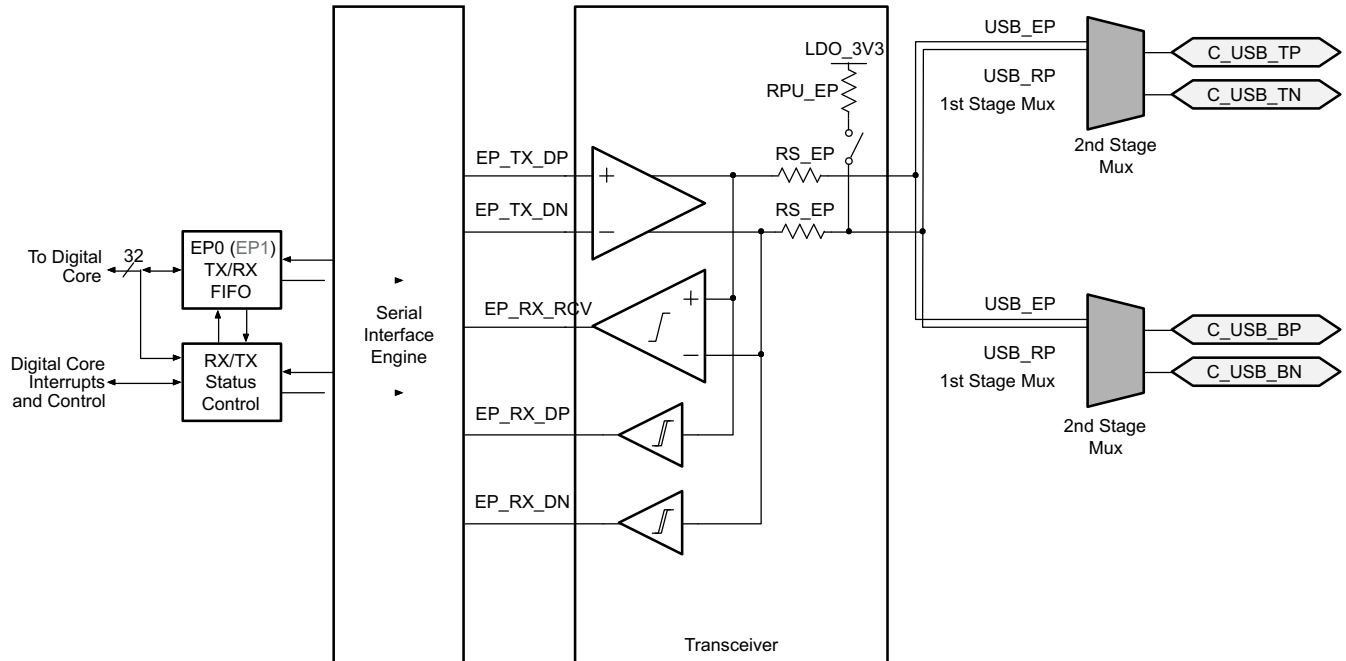 To Digital
Core
32
EP0 (EP1)
TX/RX
FIFO
Digital Core
Interrupts
and Control
RX/TX
Status
Control
Serial
Interface
Engine
EP_TX_DP
EP_TX_DN
EP_RX_RCV
EP_RX_DP
EP_RX_DN
+
−
+
−
LDO_3V3
RPU_EP
RS_EP
RS_EP
Transceiver
USB_EP
USB_RP
1st Stage Mux
2nd Stage
Mux
C_USB_TP
C_USB_TN
USB_EP
USB_RP
1st Stage Mux
2nd Stage
Mux
C_USB_BP
C_USB_BN